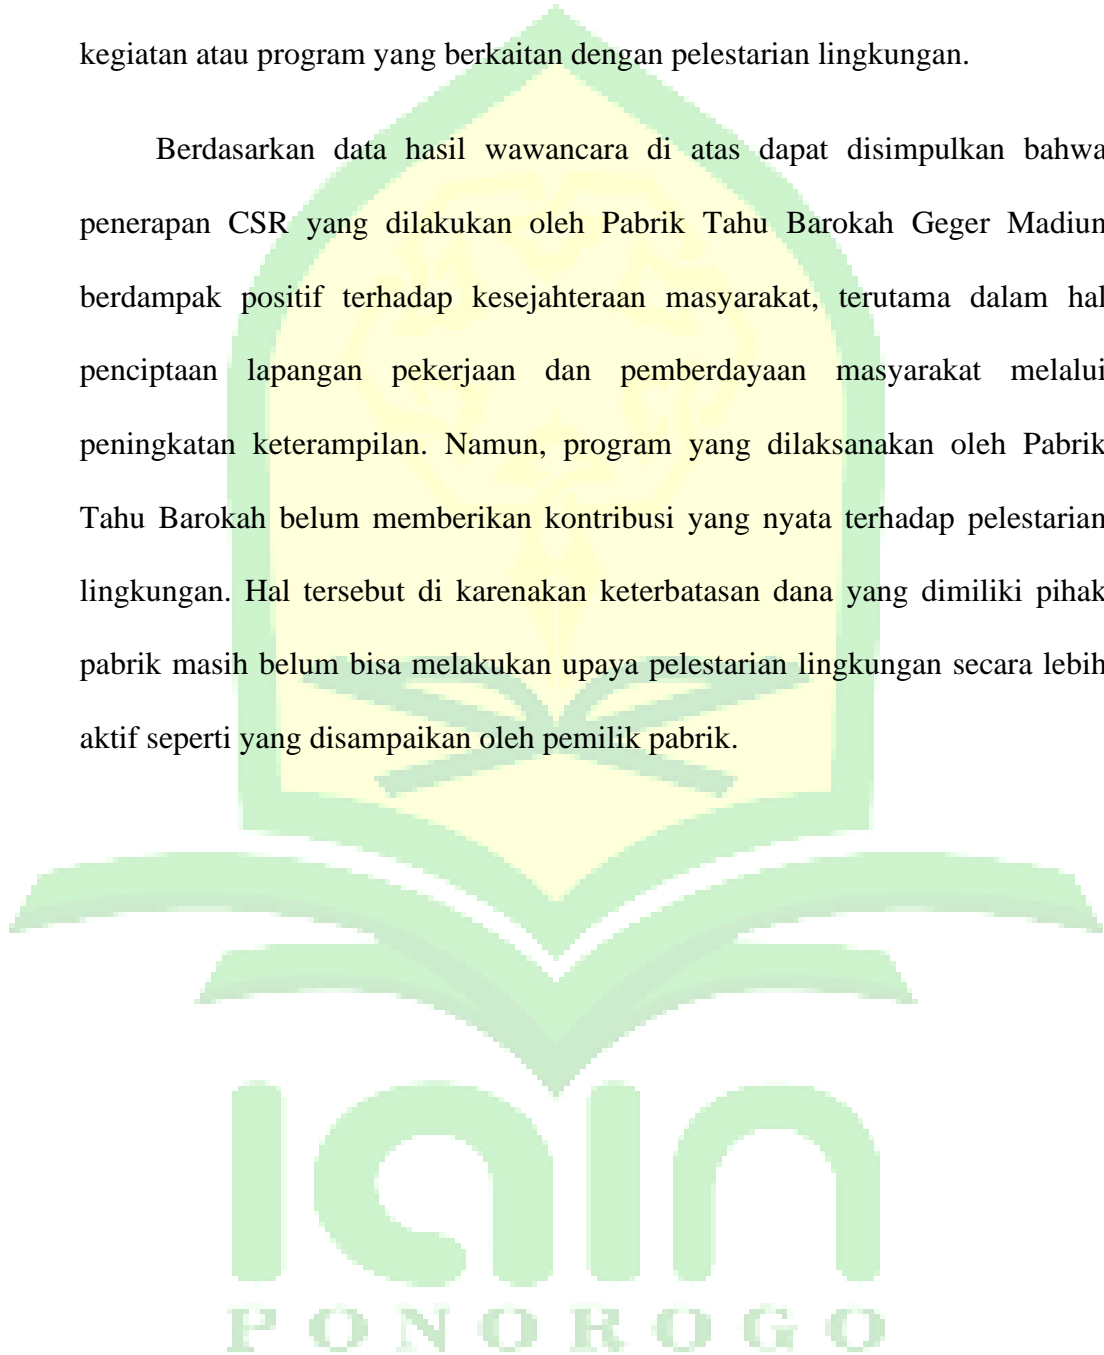 kegiatan atau program yang berkaitan dengan pelestarian lingkungan.
Berdasarkan data hasil wawancara di atas dapat disimpulkan bahwa
penerapan CSR yang dilakukan oleh Pabrik Tahu Barokah Geger Madiun
berdampak positif terhadap kesejahteraan masyarakat, terutama dalam hal
penciptaan lapangan pekerjaan dan pemberdayaan masyarakat melalui
peningkatan keterampilan. Namun, program yang dilaksanakan oleh Pabrik
Tahu Barokah belum memberikan kontribusi yang nyata terhadap pelestarian
lingkungan. Hal tersebut di karenakan keterbatasan dana yang dimiliki pihak
pabrik masih belum bisa melakukan upaya pelestarian lingkungan secara lebih
aktif seperti yang disampaikan oleh pemilik pabrik.
iain
PONOROGO